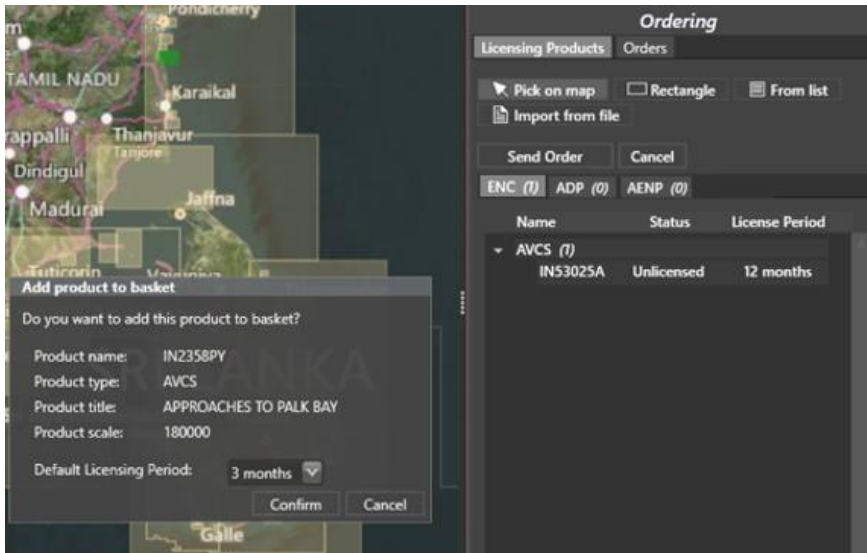 Pondicherry
m
TAMIL NADU
Karaikal
rappalli
Thanjavur
Tanjore
Dindigul
Madurai
Jaffna
Tuticorin
Vavuniya
SRI LANKA
Galle
Add product to basket
Do you want to add this product to basket?
Product name: IN2358PY
Product type: AVCS
Product title: APPROACHES TO PALK BAY
Product scale: 180000
Default Licensing Period: 3 months
Confirm Cancel
Ordering
Licensing Products Orders
Pick on map Rectangle From list
Import from file
Send Order Cancel
ENC (1) ADP (0) AENP (0)
Name Status License Period
AVCS (1)
IN53025A Unlicensed 12 months